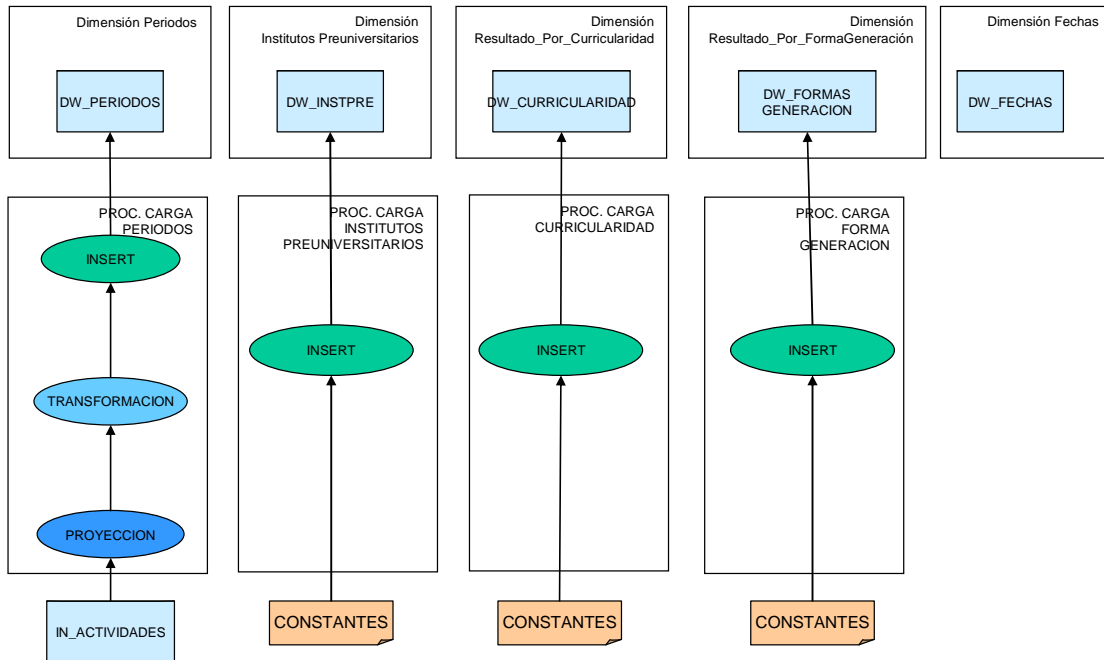 Dimensión Periodos
DW_PERIODOS
Dimensión
Institutos Preuniversitarios
DW_INSTPRE
Dimensión
Resultado_Por_Curricularidad
DW_CURRICULARIDAD
Dimensión
Resultado_Por_FormaGeneración
DW_FORMAS
GENERACION
Dimensión Fechas
DW_FECHAS
PROC. CARGA
PERIODOS
INSERT
TRANSFORMACION
PROYECCION
IN_ACTIVIDADES
PROC. CARGA
INSTITUTOS
PREUNIVERSITARIOS
INSERT
CONSTANTES
PROC. CARGA
CURRICULARIDAD
INSERT
CONSTANTES
PROC. CARGA
FORMA
GENERACION
INSERT
CONSTANTES